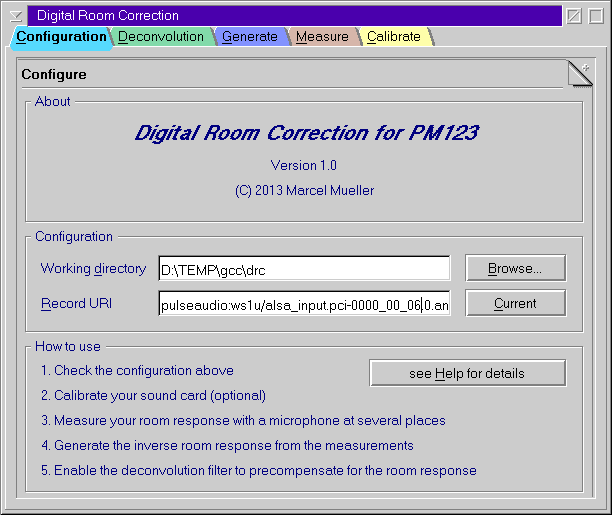 Digital Room Correction
Configuration Deconvolution Generate Measure Calibrate
Configure
About
Digital Room Correction for PM123
Version 1.0
(C) 2013 Marcel Mueller
Configuration
Working directory D:\TEMP\gcc\drc Browse...
Record URI pulseaudio:ws1u/alsa_input.pci-0000_00_06.0.an Current
How to use
1. Check the configuration above see Help for details
2. Calibrate your sound card (optional)
3. Measure your room response with a microphone at several places
4. Generate the inverse room response from the measurements
5. Enable the deconvolution filter to precompensate for the room response